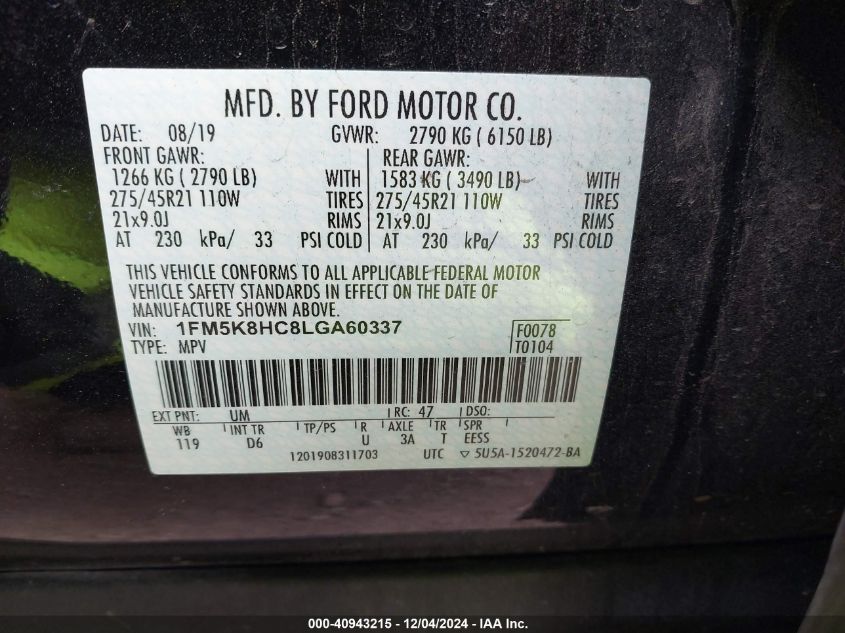 MFD. BY FORD MOTOR CO.
DATE: 08/19 GVWR: 2790 KG ( 6150 LB)
FRONT GAWR: REAR GAWR:
1266 KG ( 2790 LB) WITH 1583 KG ( 3490 LB) WITH
275/45R21 110W TIRES 275/45R21 110W TIRES
21x9.0J RIMS 21x9.0J RIMS
AT 230 kPa/ 33 PSI COLD AT 230 kPa/ 33 PSI COLD
THIS VEHICLE CONFORMS TO ALL APPLICABLE FEDERAL MOTOR
VEHICLE SAFETY STANDARDS IN EFFECT ON THE DATE OF
MANUFACTURE SHOWN ABOVE.
VIN: 1FM5K8HC8LGA60337 F0078
TYPE: MPV T0104
EXT PNT: UM RC: 47 DSO:
WB INT TR TP/PS R AXLE TR SPR
119 D6 U 3A T EESS
1201908311703 UTC ▽ 5U5A-1520472-BA
000-40943215 - 12/04/2024 - IAA Inc.